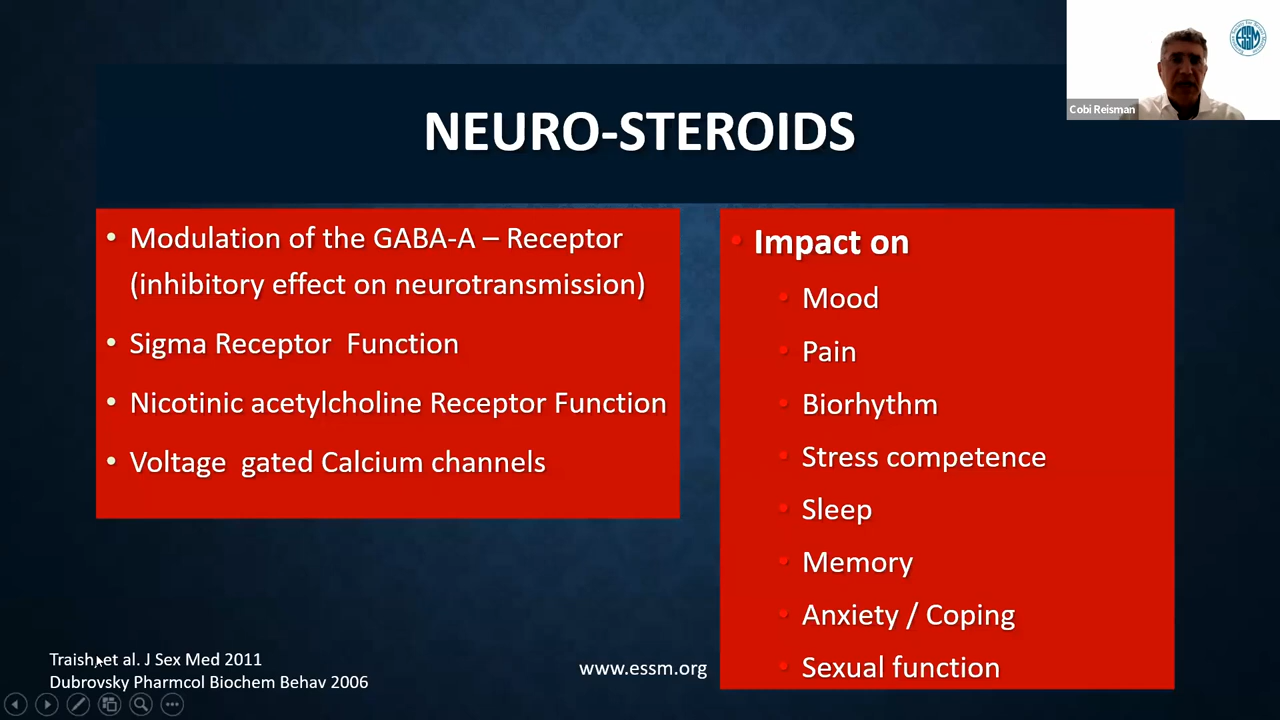 Cobi Reisman
ESSM
NEURO-STEROIDS
• Modulation of the GABA-A – Receptor
(inhibitory effect on neurotransmission)
• Sigma Receptor  Function
• Nicotinic acetylcholine Receptor Function
• Voltage  gated Calcium channels
• Impact on
• Mood
• Pain
• Biorhythm
• Stress competence
• Sleep
• Memory
• Anxiety / Coping
• Sexual function
Traish et al. J Sex Med 2011
Dubrovsky Pharmcol Biochem Behav 2006
www.essm.org